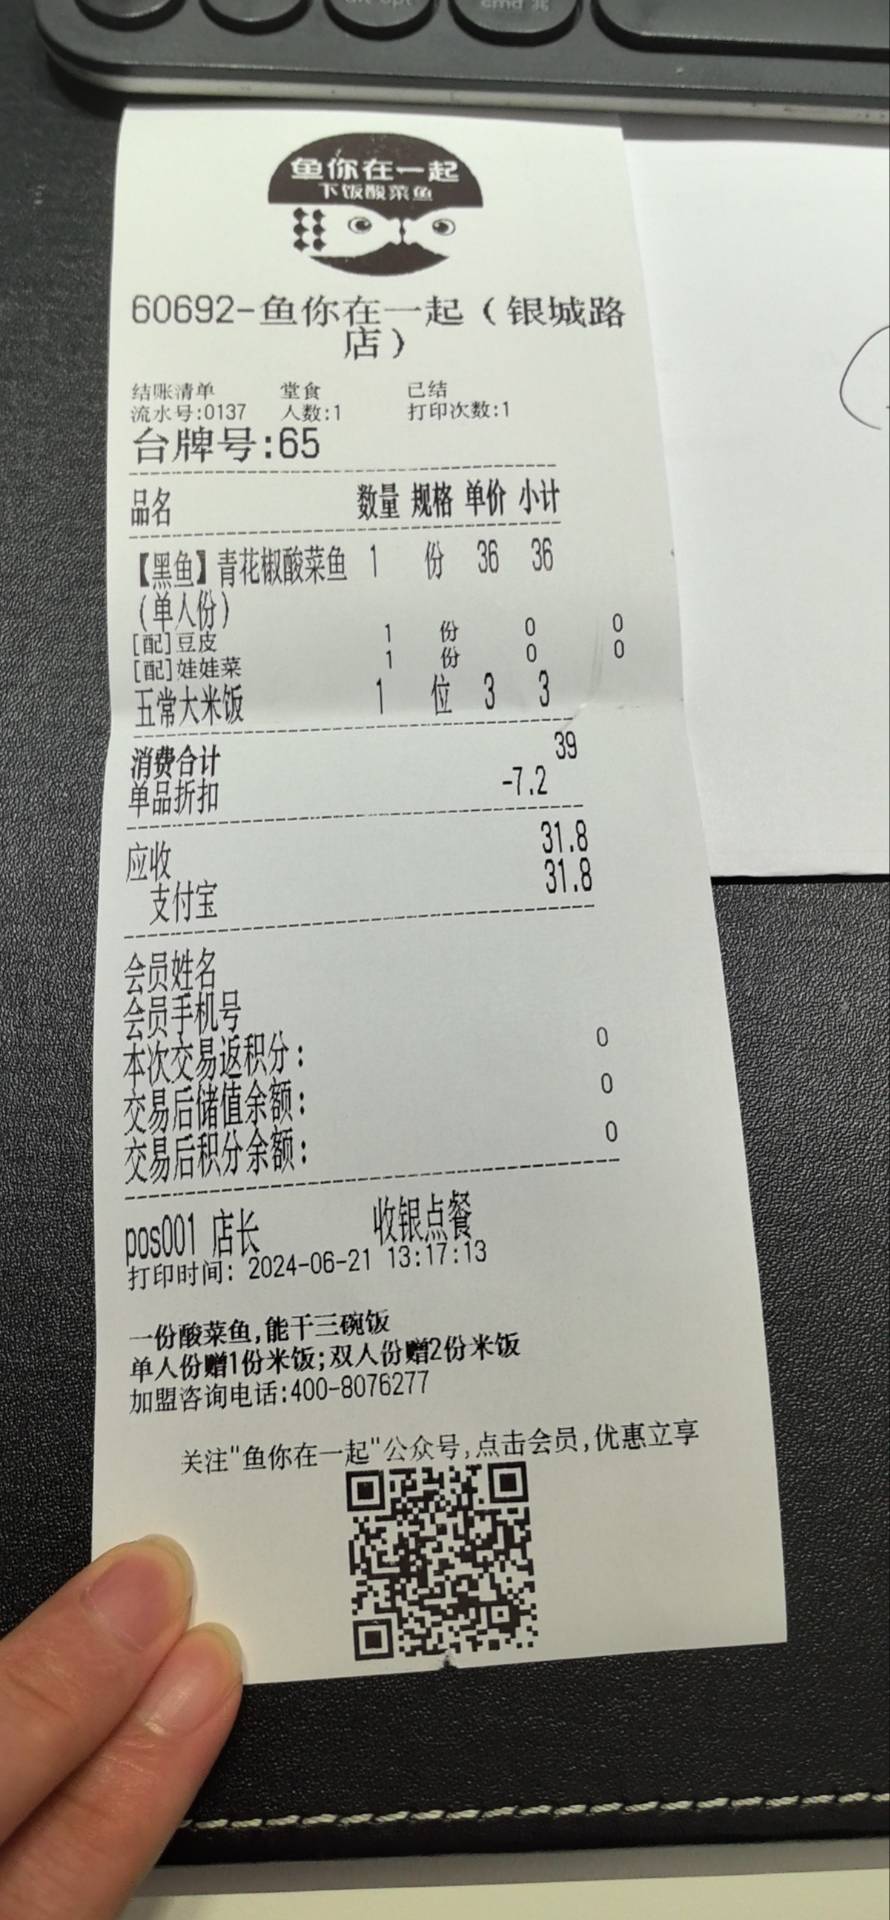 alt opt
cmd ⌘
鱼你在一起
下饭酸菜鱼
60692-鱼你在一起（银城路
店）
结账清单 堂食 已结
流水号:0137 人数:1 打印次数:1
台牌号:65
品名 数量 规格 单价 小计
【黑鱼】青花椒酸菜鱼 1 份 36 36
（单人份）
[配]豆皮 1 份 0 0
[配]娃娃菜 1 份 0 0
五常大米饭 1 位 3 3
消费合计 39
单品折扣 -7.2
应收 31.8
支付宝 31.8
会员姓名
会员手机号
本次交易返积分: 0
交易后储值余额: 0
交易后积分余额: 0
pos001 店长 收银点餐
打印时间: 2024-06-21 13:17:13
一份酸菜鱼,能干三碗饭
单人份赠1份米饭;双人份赠2份米饭
加盟咨询电话:400-8076277
关注"鱼你在一起"公众号,点击会员,优惠立享